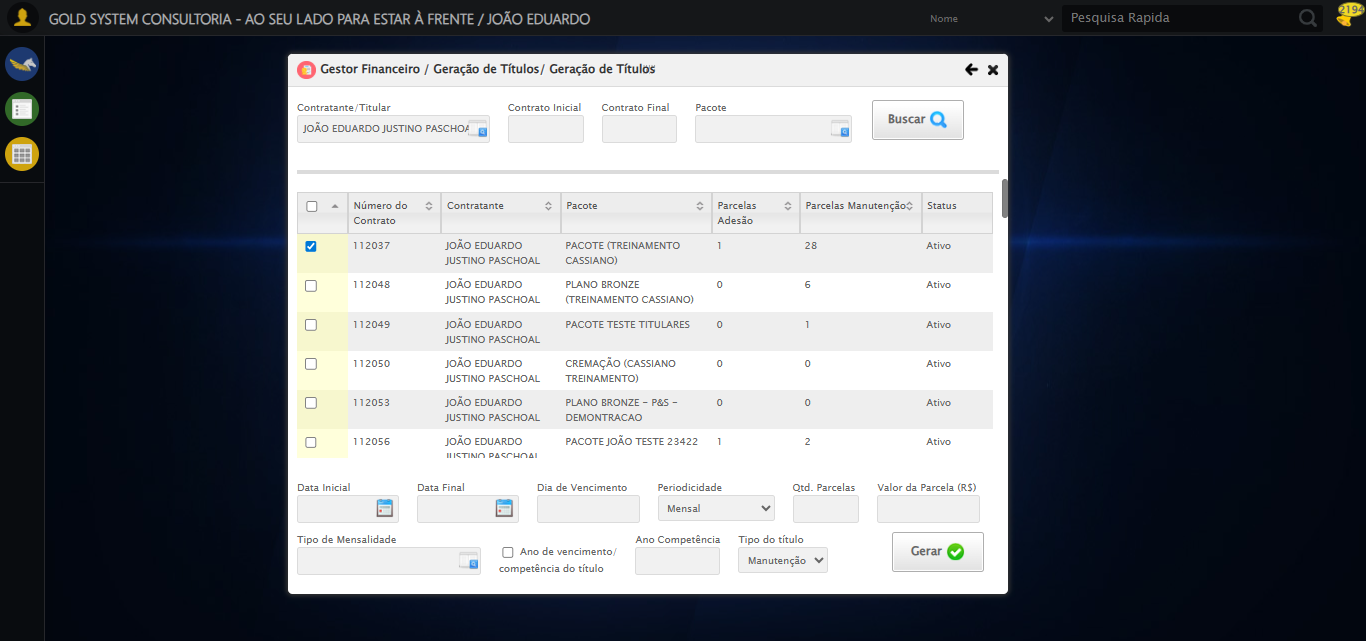 GOLD SYSTEM CONSULTORIA - AO SEU LADO PARA ESTAR À FRENTE / JOÃO EDUARDO
Nome
Pesquisa Rapida
2194
Gestor Financeiro / Geração de Títulos/ Geração de Títulos
Contratante/Titular
Contrato Inicial
Contrato Final
Pacote
JOÃO EDUARDO JUSTINO PASCHOA
Buscar
Número do Contrato
Contratante
Pacote
Parcelas Adesão
Parcelas Manutenção
Status
112037
JOÃO EDUARDO
JUSTINO PASCHOAL
PACOTE (TREINAMENTO
CASSIANO)
1
28
Ativo
112048
JOÃO EDUARDO
JUSTINO PASCHOAL
PLANO BRONZE
(TREINAMENTO CASSIANO)
0
6
Ativo
112049
JOÃO EDUARDO
JUSTINO PASCHOAL
PACOTE TESTE TITULARES
0
1
Ativo
112050
JOÃO EDUARDO
JUSTINO PASCHOAL
CREMAÇÃO (CASSIANO
TREINAMENTO)
0
0
Ativo
112053
JOÃO EDUARDO
JUSTINO PASCHOAL
PLANO BRONZE - P&S -
DEMONTRACAO
0
0
Ativo
112056
JOÃO EDUARDO
JUSTINO PASCHOAL
PACOTE JOÃO TESTE 23422
1
2
Ativo
Data Inicial
Data Final
Dia de Vencimento
Periodicidade
Qtd. Parcelas
Valor da Parcela (R$)
Mensal
Tipo de Mensalidade
Ano de vencimento/
competência do título
Ano Competência
Tipo do título
Manutenção
Gerar